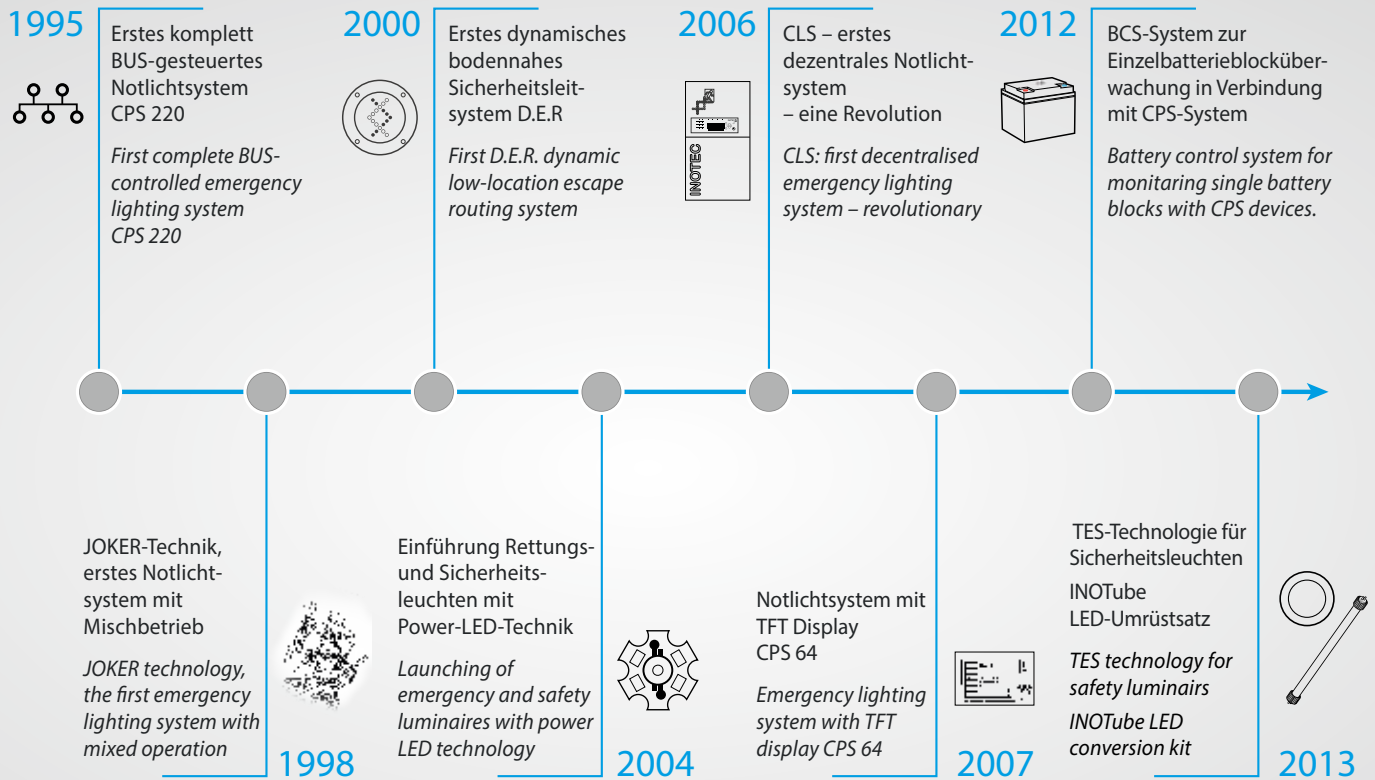 1995
Erstes komplett
BUS-gesteuertes
Notlichtsystem
CPS 220
First complete BUS-
controlled emergency
lighting system
CPS 220
2000
Erstes dynamisches
bodennahes
Sicherheitsleit-
system D.E.R
First D.E.R. dynamic
low-location escape
routing system
2006
INOTEC
CLS – erstes
dezentrales Notlicht-
system
– eine Revolution
CLS: first decentralised
emergency lighting
system – revolutionary
2012
BCS-System zur
Einzelbatterieblocküber-
wachung in Verbindung
mit CPS-System
Battery control system for
monitaring single battery
blocks with CPS devices.
JOKER-Technik,
erstes Notlicht-
system mit
Mischbetrieb
JOKER technology,
the first emergency
lighting system with
mixed operation
1998
Einführung Rettungs-
und Sicherheits-
leuchten mit
Power-LED-Technik
Launching of
emergency and safety
luminaires with power
LED technology
2004
Notlichtsystem mit
TFT Display
CPS 64
Emergency lighting
system with TFT
display CPS 64
2007
TES-Technologie für
Sicherheitsleuchten
INOTube
LED-Umrüstsatz
TES technology for
safety luminairs
INOTube LED
conversion kit
2013